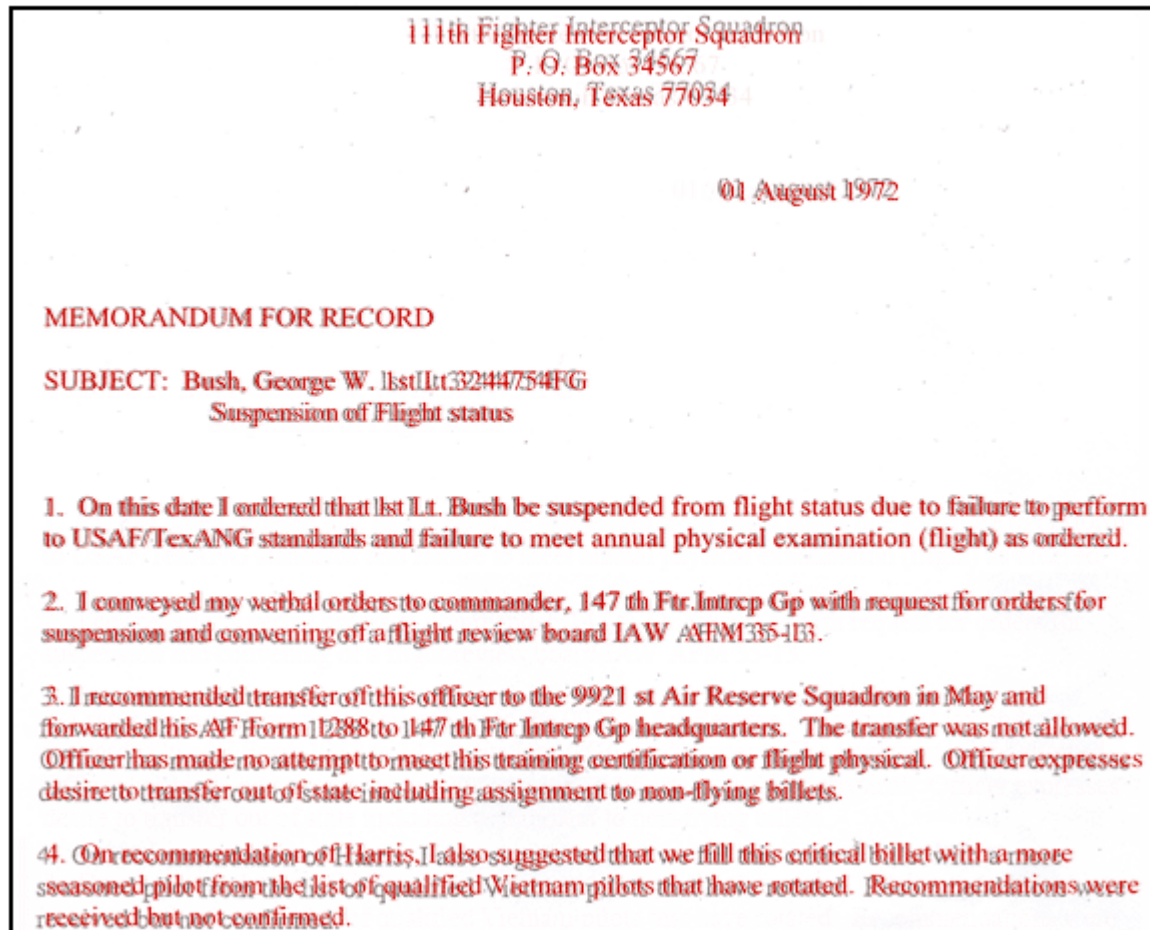 111th Fighter Interceptor Squadron
P. O. Box 34567
Houston, Texas 77034
01 August 1972
MEMORANDUM FOR RECORD
SUBJECT: Bush, George W. 1st Lt.3244754FG
Suspension of Flight status
1. On this date I ordered that 1st Lt. Bush be suspended from flight status due to failure to perform
to USAF/TexANG standards and failure to meet annual physical examination (flight) as ordered.
2. I conveyed my verbal orders to commander, 147 th Ftr.Intrcp Gp with request for orders for
suspension and convening of a flight review board IAW AFM 35-13.
3. I recommended transfer of this officer to the 9921 st Air Reserve Squadron in May and
forwarded his AF Form 1288 to 147 th Ftr Intrcp Gp headquarters. The transfer was not allowed.
Officer has made no attempt to meet his training certification or flight physical. Officer expresses
desire to transfer out of state including assignment to non-flying billets.
4. On recommendation of Harris, I also suggested that we fill this critical billet with a more
seasoned pilot from the list of qualified Vietnam pilots that have rotated. Recommendations were
received but not confirmed.